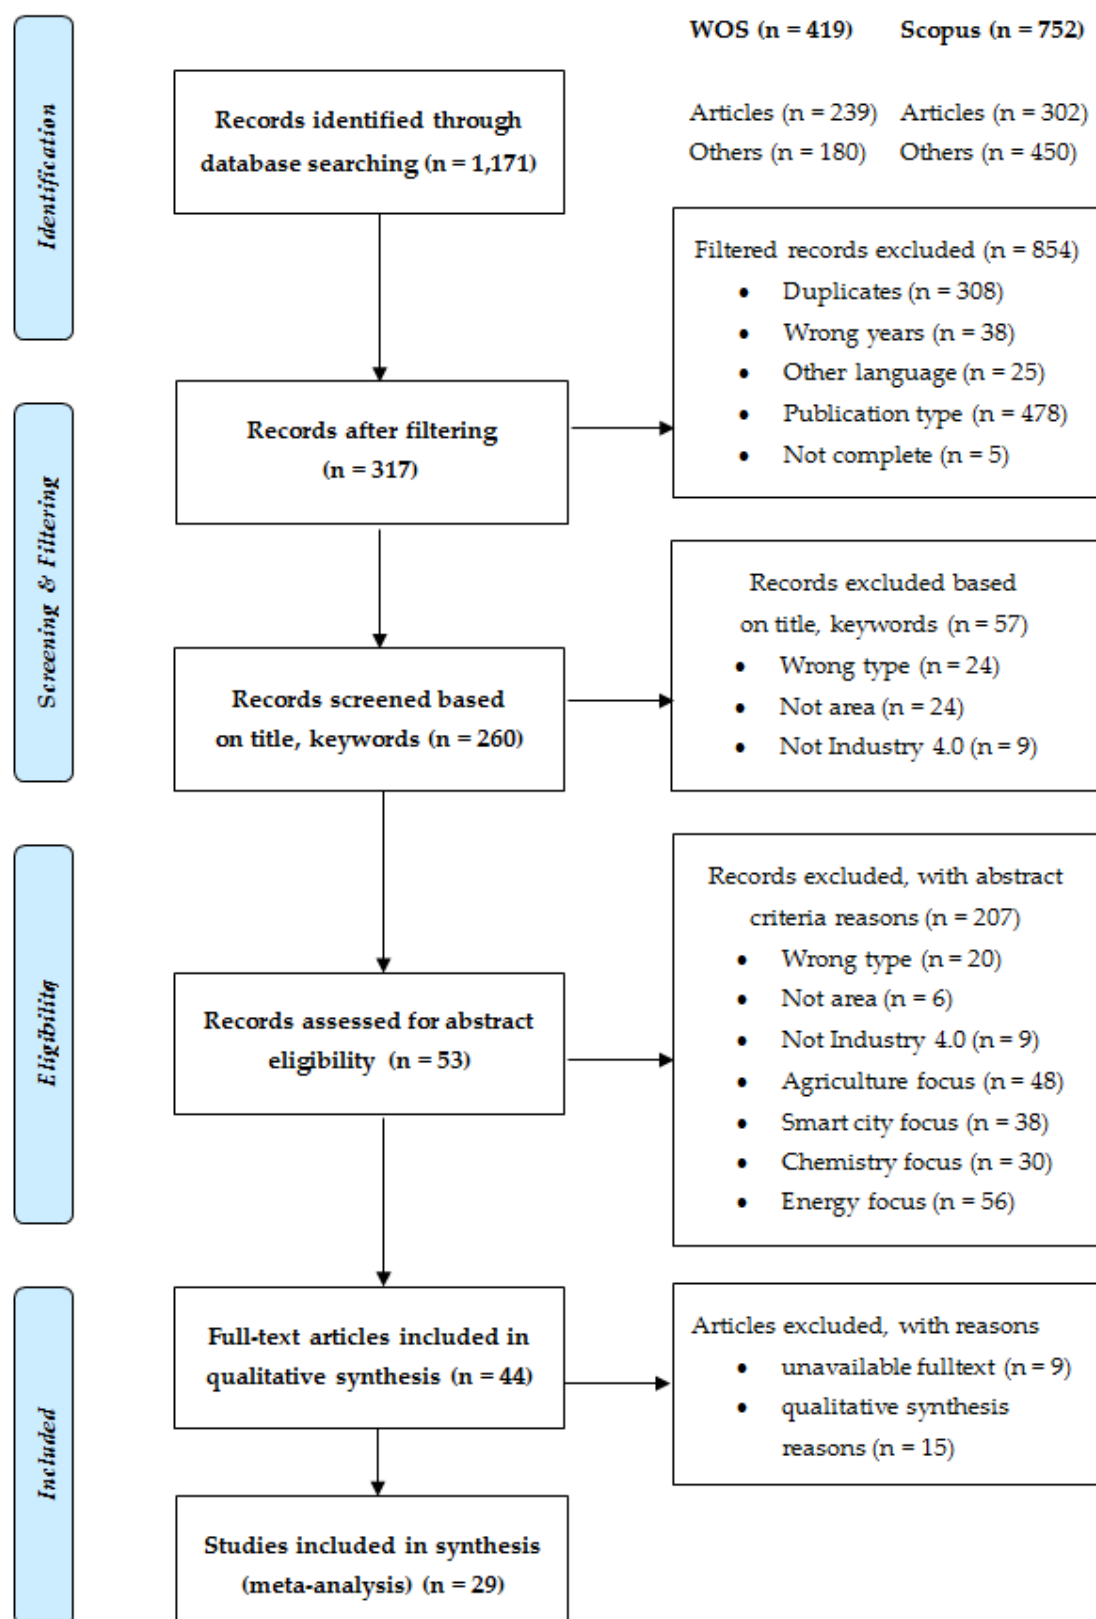 WOS (n = 419) Scopus (n = 752)
Articles (n = 239) Articles (n = 302)
Others (n = 180) Others (n = 450)
Identification
Records identified through
database searching (n = 1,171)
Filtered records excluded (n = 854)
• Duplicates (n = 308)
• Wrong years (n = 38)
• Other language (n = 25)
• Publication type (n = 478)
• Not complete (n = 5)
Screening & Filtering
Records after filtering
(n = 317)
Records excluded based
on title, keywords (n = 57)
• Wrong type (n = 24)
• Not area (n = 24)
• Not Industry 4.0 (n = 9)
Records screened based
on title, keywords (n = 260)
Eligibility
Records excluded, with abstract
criteria reasons (n = 207)
• Wrong type (n = 20)
• Not area (n = 6)
• Not Industry 4.0 (n = 9)
• Agriculture focus (n = 48)
• Smart city focus (n = 38)
• Chemistry focus (n = 30)
• Energy focus (n = 56)
Records assessed for abstract
eligibility (n = 53)
Included
Full-text articles included in
qualitative synthesis (n = 44)
Articles excluded, with reasons
• unavailable fulltext (n = 9)
• qualitative synthesis
reasons (n = 15)
Studies included in synthesis
(meta-analysis) (n = 29)